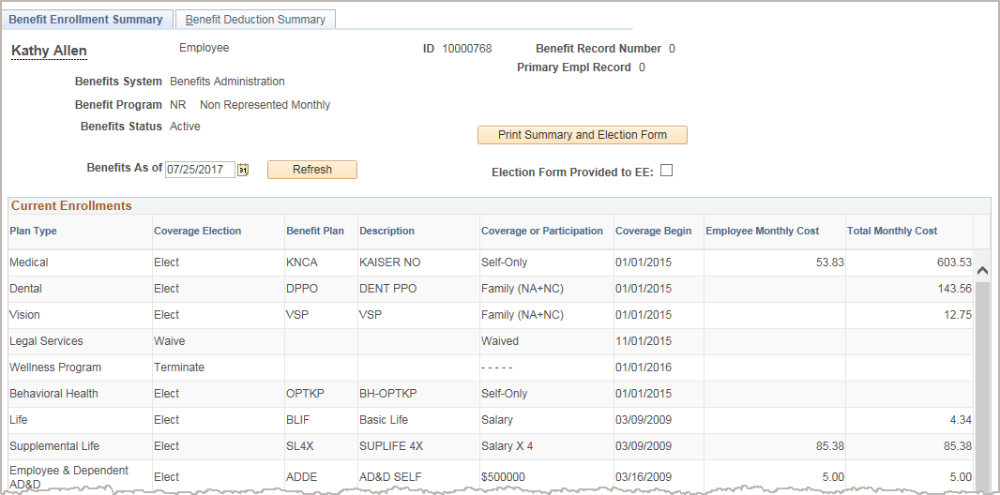 Benefit Enrollment Summary Benefit Deduction Summary
Kathy Allen Employee ID 10000768 Benefit Record Number 0
Primary Empl Record 0
Benefits System Benefits Administration
Benefit Program NR Non Represented Monthly
Benefits Status Active
Print Summary and Election Form
Benefits As of 07/25/2017 31 Refresh Election Form Provided to EE:
Current Enrollments
Plan Type Coverage Election Benefit Plan Description Coverage or Participation Coverage Begin Employee Monthly Cost Total Monthly Cost
Medical Elect KNCA KAISER NO Self-Only 01/01/2015 53.83 603.53
Dental Elect DPPO DENT PPO Family (NA+NC) 01/01/2015 143.56
Vision Elect VSP VSP Family (NA+NC) 01/01/2015 12.75
Legal Services Waive Waived 11/01/2015
Wellness Program Terminate - - - - - 01/01/2016
Behavioral Health Elect OPTKP BH-OPTKP Self-Only 01/01/2015
Life Elect BLIF Basic Life Salary 03/09/2009 4.34
Supplemental Life Elect SL4X SUPLIFE 4X Salary X 4 03/09/2009 85.38 85.38
Employee & Dependent
AD&D Elect ADDE AD&D SELF $500000 03/16/2009 5.00 5.00